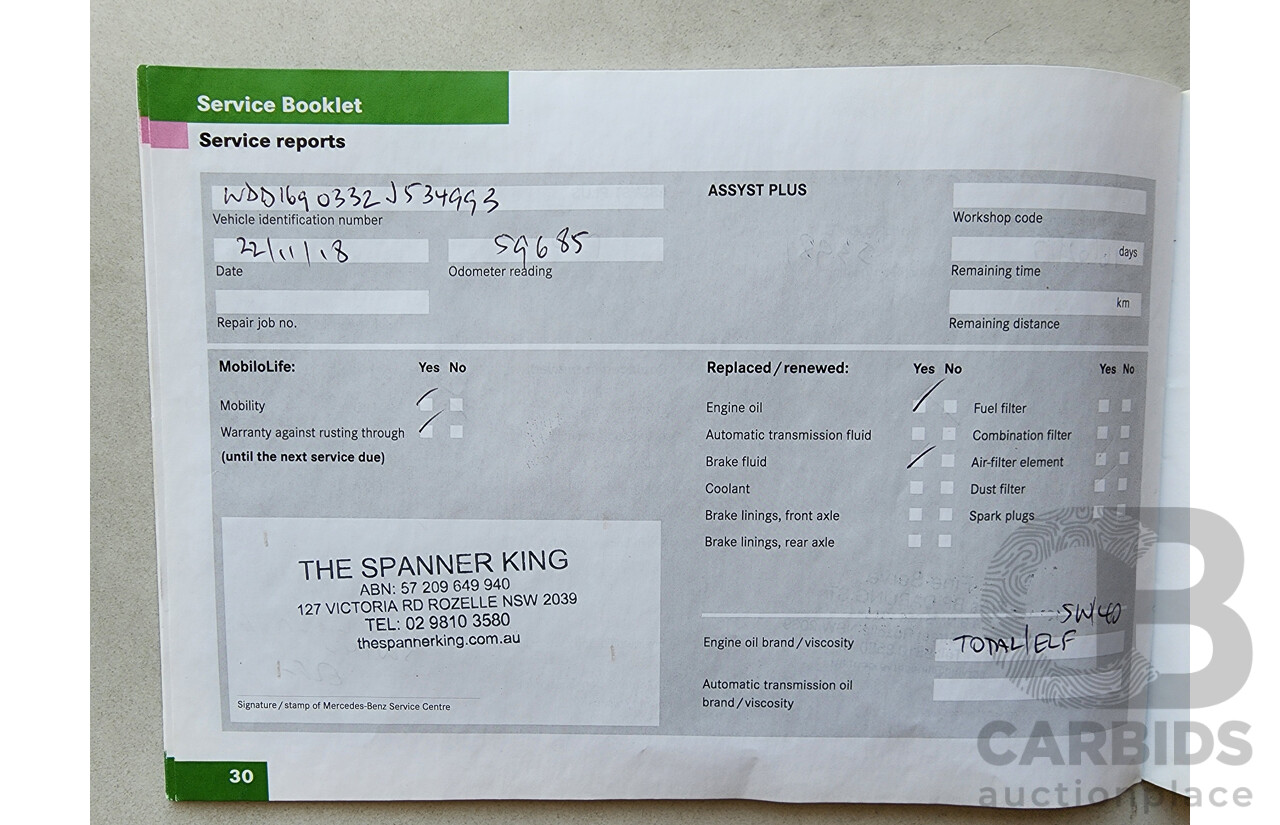 Service Booklet
Service reports
WDD1690332J534993
Vehicle identification number
ASSYST PLUS
Workshop code
22/11/18
Date
59685
Odometer reading
days
Remaining time
Repair job no.
km
Remaining distance
MobiloLife: Yes No
Mobility
Warranty against rusting through
(until the next service due)
Replaced/renewed: Yes No Yes No
Engine oil Fuel filter
Automatic transmission fluid Combination filter
Brake fluid Air-filter element
Coolant Dust filter
Brake linings, front axle Spark plugs
Brake linings, rear axle
THE SPANNER KING
ABN: 57 209 649 940
127 VICTORIA RD ROZELLE NSW 2039
TEL: 02 9810 3580
thespannerking.com.au
Signature/stamp of Mercedes-Benz Service Centre
5W/40
Engine oil brand/viscosity TOTAL/ELF
Automatic transmission oil
brand/viscosity
30
CB
CARBIDS
auctionplace